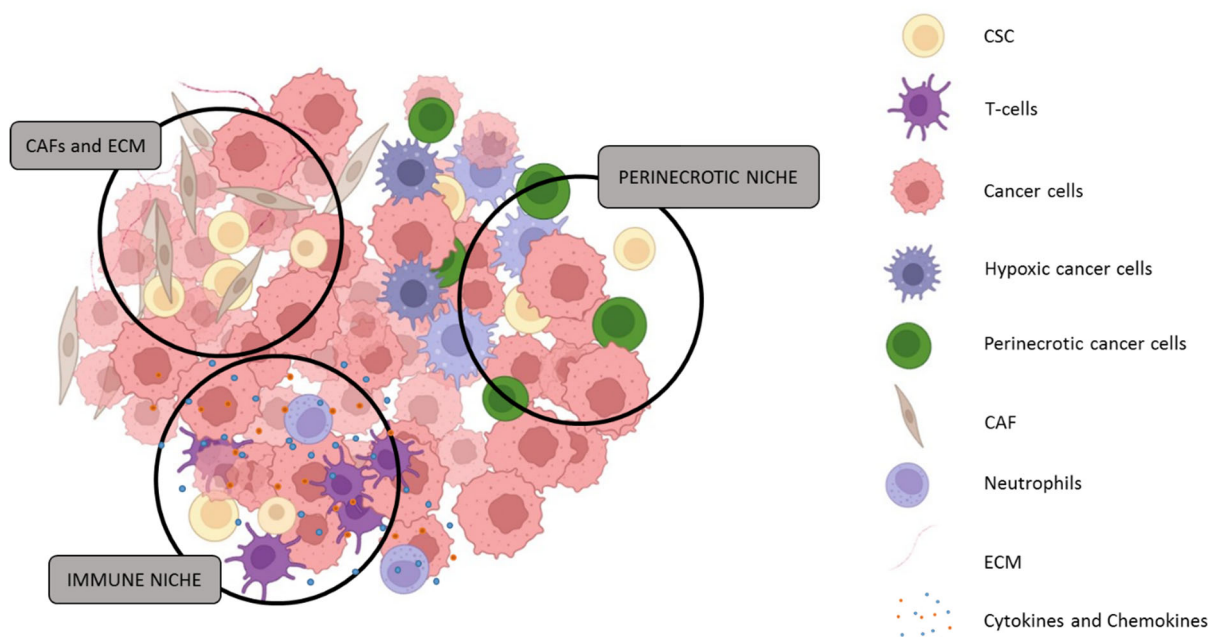 CAFs and ECM
PERINECROTIC NICHE
IMMUNE NICHE
CSC
T-cells
Cancer cells
Hypoxic cancer cells
Perinecrotic cancer cells
CAF
Neutrophils
ECM
Cytokines and Chemokines